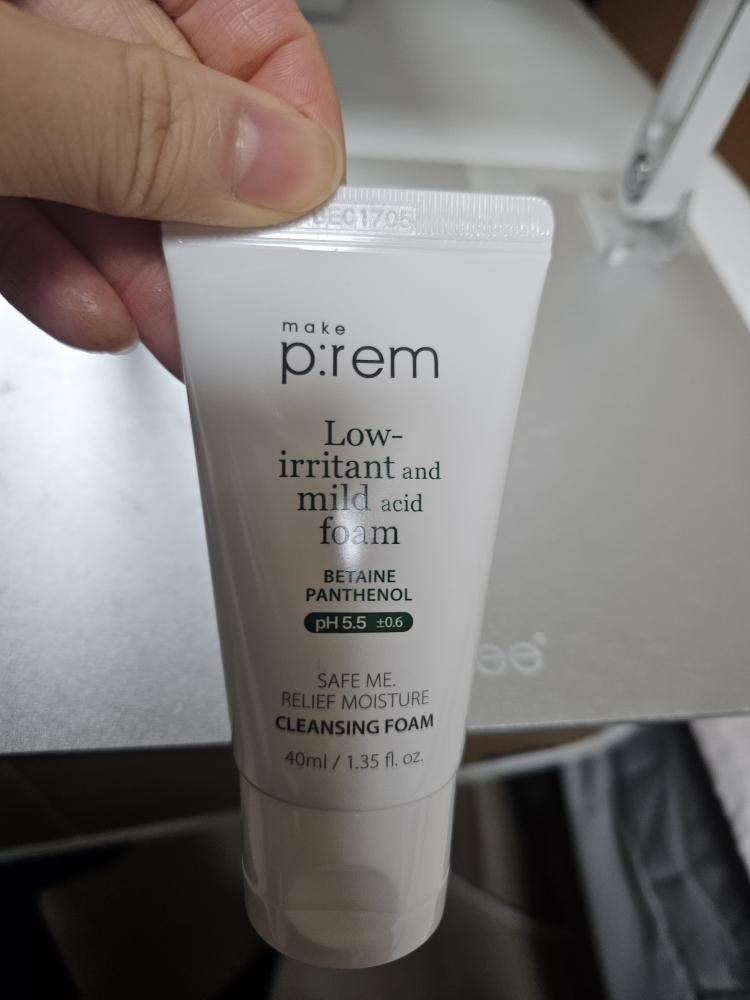 DEC1705
make
p:rem
Low-
irritant and
mild acid
foam
BETAINE
PANTHENOL
pH 5.5 ±0.6
SAFE ME.
RELIEF MOISTURE
CLEANSING FOAM
40ml / 1.35 fl. oz.